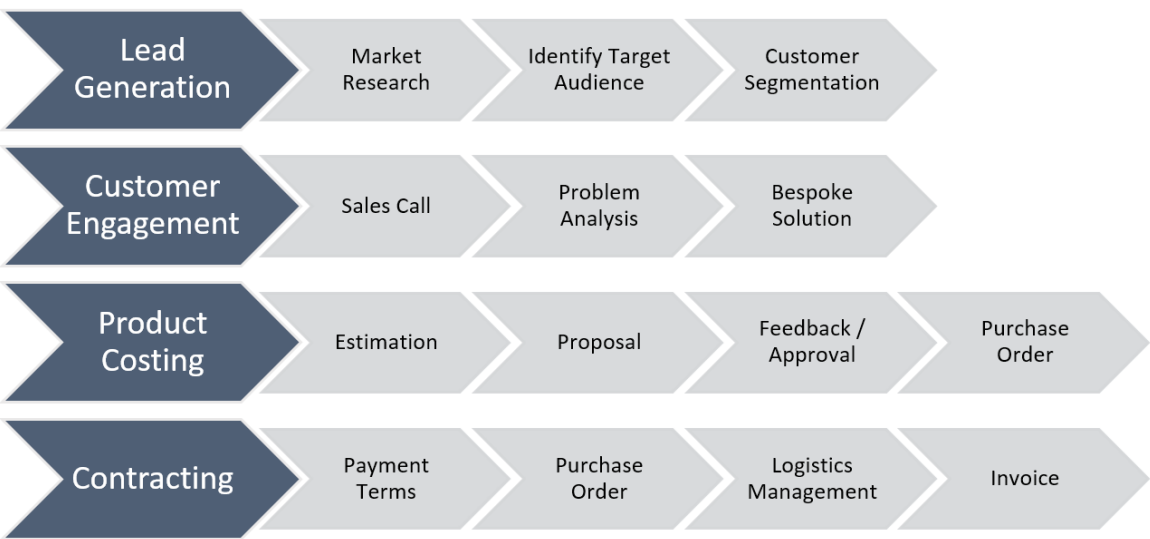 Lead
Generation
Market
Research
Identify Target
Audience
Customer
Segmentation
Customer
Engagement
Sales Call
Problem
Analysis
Bespoke
Solution
Product
Costing
Estimation
Proposal
Feedback /
Approval
Purchase
Order
Contracting
Payment
Terms
Purchase
Order
Logistics
Management
Invoice